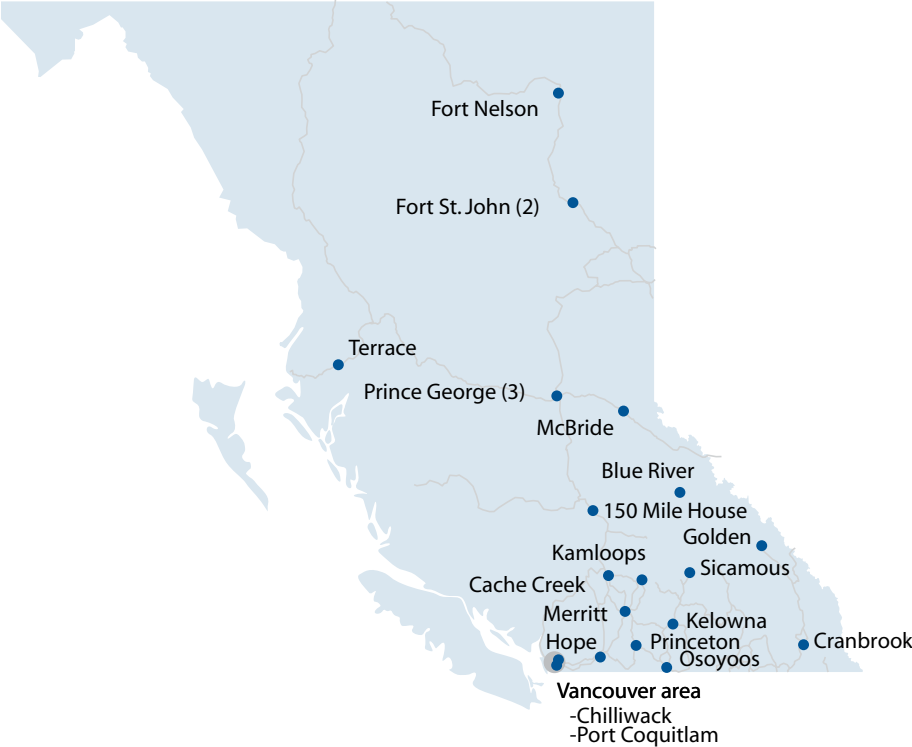 Fort Nelson
Fort St. John (2)
Terrace
Prince George (3)
McBride
Blue River
150 Mile House
Golden
Kamloops
Sicamous
Cache Creek
Merritt
Kelowna
Hope
Princeton
Cranbrook
Osoyoos
Vancouver area
-Chilliwack
-Port Coquitlam